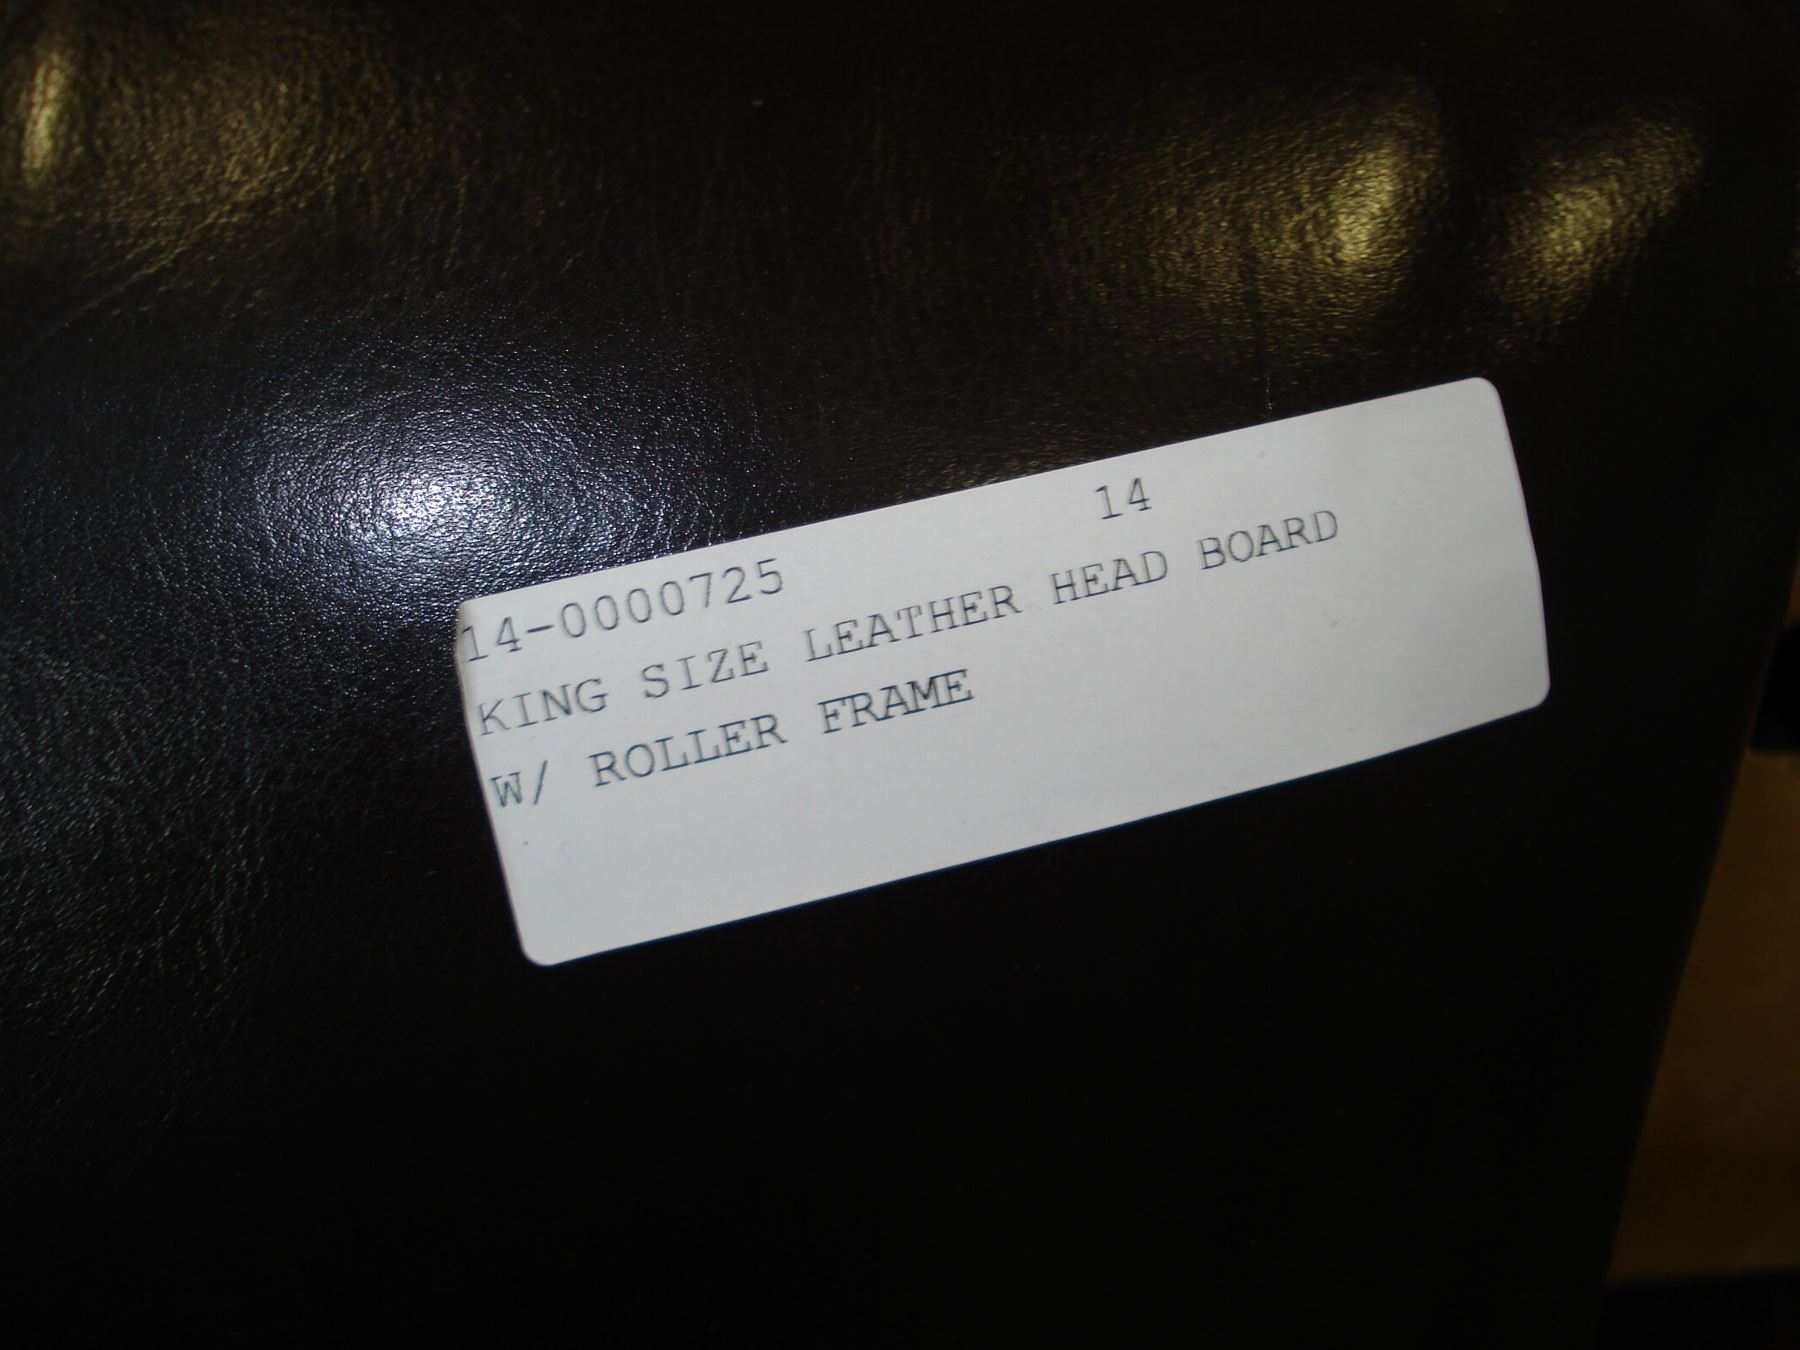 14-0000725 14
KING SIZE LEATHER HEAD BOARD
W/ ROLLER FRAME